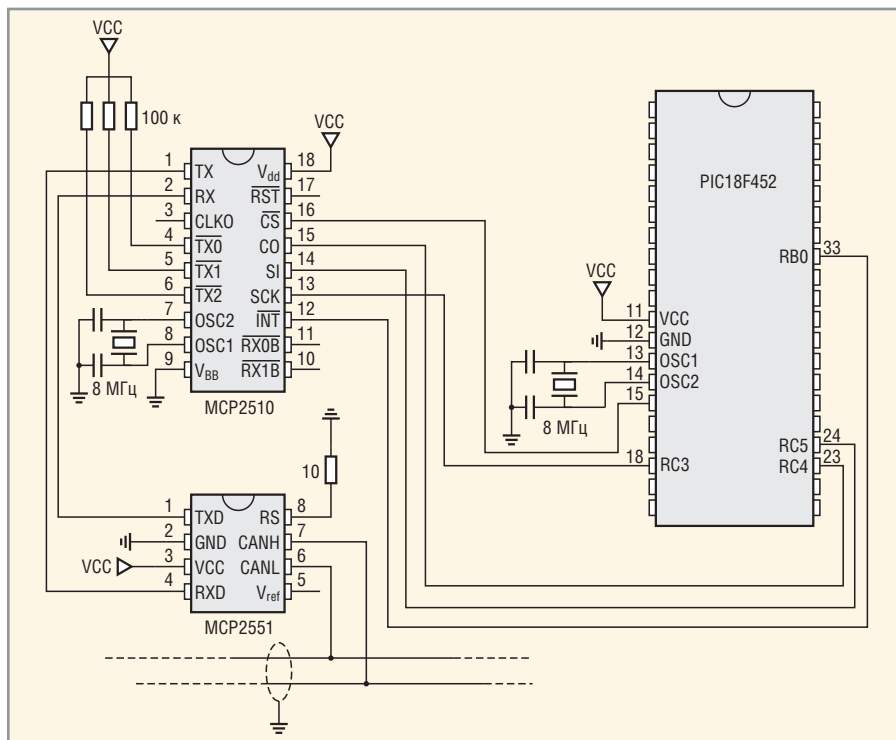 VCC
100 к
VCC
1 TX V_dd 18
2 RX RST 17
3 CLKO CS 16
4 TX0 CO 15
5 TX1 SI 14
6 TX2 SCK 13
7 OSC2 INT 12
8 OSC1 RX0B 11
9 V_BB RX1B 10
8 МГц
MCP2510
10
1 TXD RS 8
2 GND CANH 7
VCC 3 VCC CANL 6
4 RXD V_ref 5
MCP2551
PIC18F452
RB0 33
VCC
11 VCC
12 GND
13 OSC1
14 OSC2
15
8 МГц
RC5 24
18 RC3 RC4 23